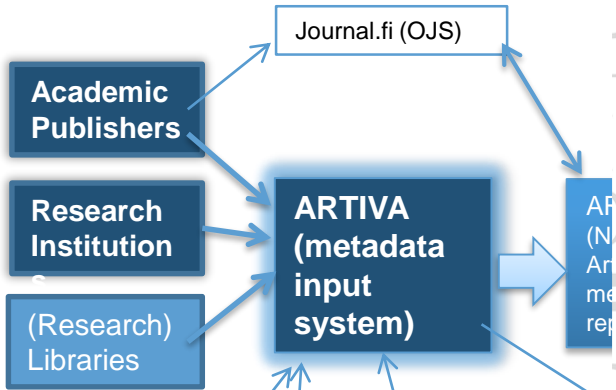 Journal.fi (OJS)
Academic
Publishers
Research
Institution
s
(Research)
Libraries
ARTIVA
(metadata
input
system)